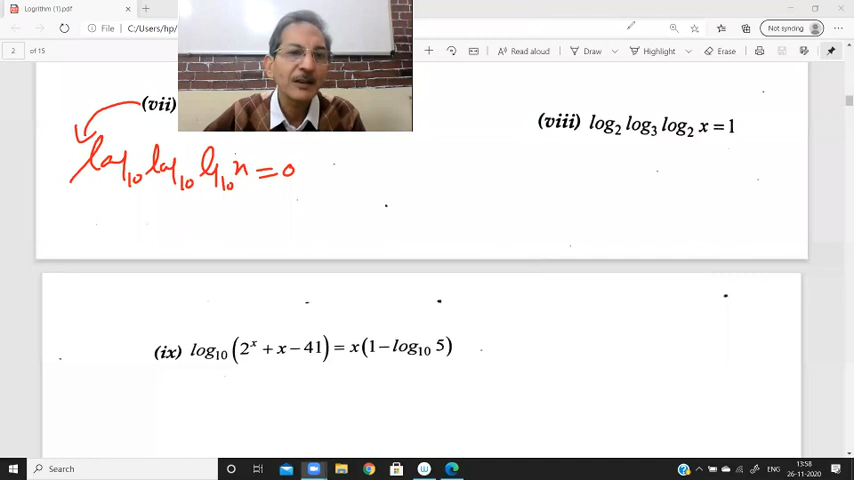 Logrithm (1).pdf
File
C:/Users/hp/
Not syncing
2 of 15
Read aloud
Draw
Highlight
Erase
(vii)
(viii) log₂ log₃ log₂ x = 1
log₁₀ log₁₀ lg₁₀ x = 0
(ix) log₁₀ (2ˣ + x − 41) = x(1 − log₁₀ 5)
Search
ENG
13:58
26-11-2020